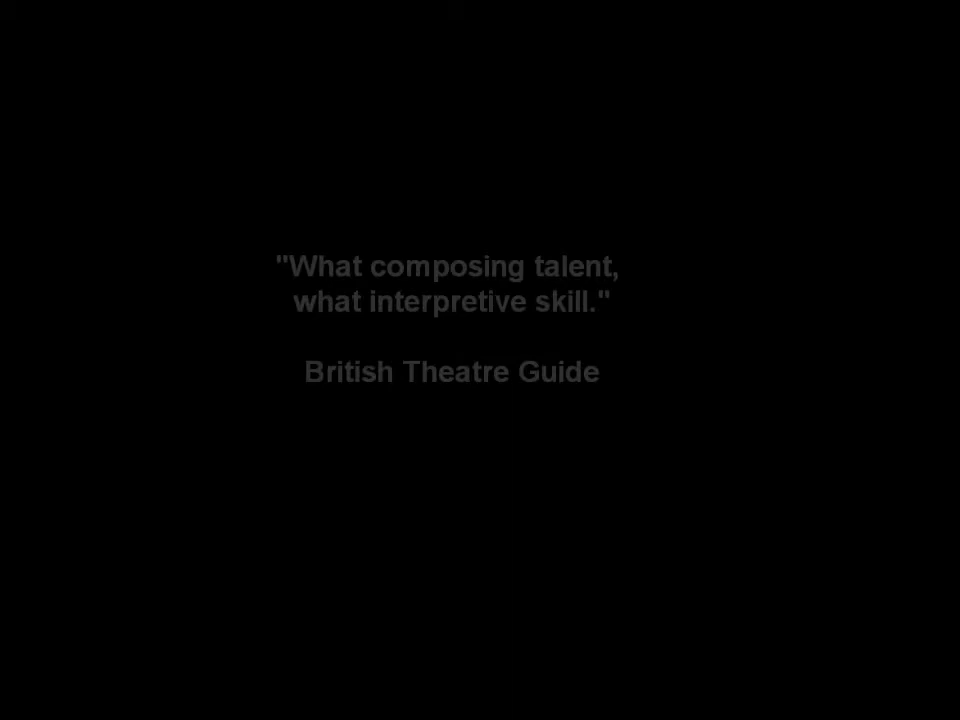 "What composing talent,
what interpretive skill."
British Theatre Guide